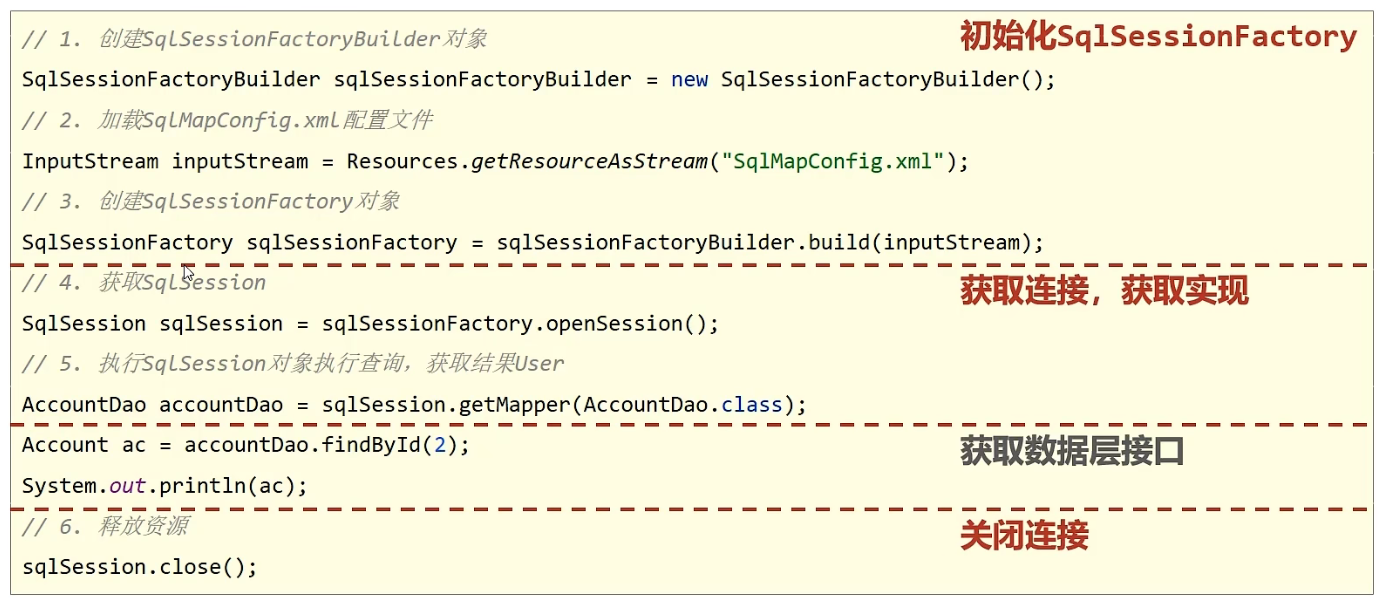 // 1. 创建SqlSessionFactoryBuilder对象
初始化SqlSessionFactory
SqlSessionFactoryBuilder sqlSessionFactoryBuilder = new SqlSessionFactoryBuilder();
// 2. 加载SqlMapConfig.xml配置文件
InputStream inputStream = Resources.getResourceAsStream("SqlMapConfig.xml");
// 3. 创建SqlSessionFactory对象
SqlSessionFactory sqlSessionFactory = sqlSessionFactoryBuilder.build(inputStream);
// 4. 获取SqlSession
获取连接，获取实现
SqlSession sqlSession = sqlSessionFactory.openSession();
// 5. 执行SqlSession对象执行查询，获取结果User
AccountDao accountDao = sqlSession.getMapper(AccountDao.class);
Account ac = accountDao.findById(2);
获取数据层接口
System.out.println(ac);
// 6. 释放资源
关闭连接
sqlSession.close();